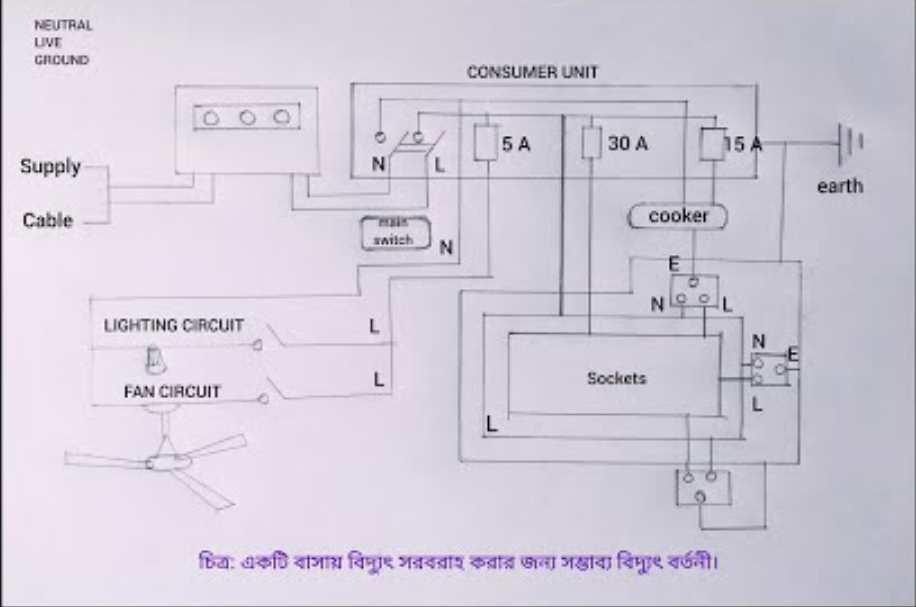 NEUTRAL
LIVE
GROUND
CONSUMER UNIT
5 A
30 A
15 A
N
L
Supply
Cable
earth
cooker
main
switch
N
E
N
L
LIGHTING CIRCUIT
L
N
E
L
FAN CIRCUIT
L
Sockets
L
চিত্র: একটি বাসায় বিদ্যুৎ সরবরাহ করার জন্য সম্ভাব্য বিদ্যুৎ বর্তনী।